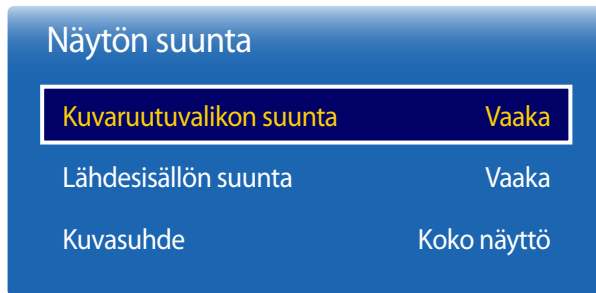 Näytön suunta
Kuvaruutuvalikon suunta Vaaka
Lähdesisällön suunta Vaaka
Kuvasuhde Koko näyttö